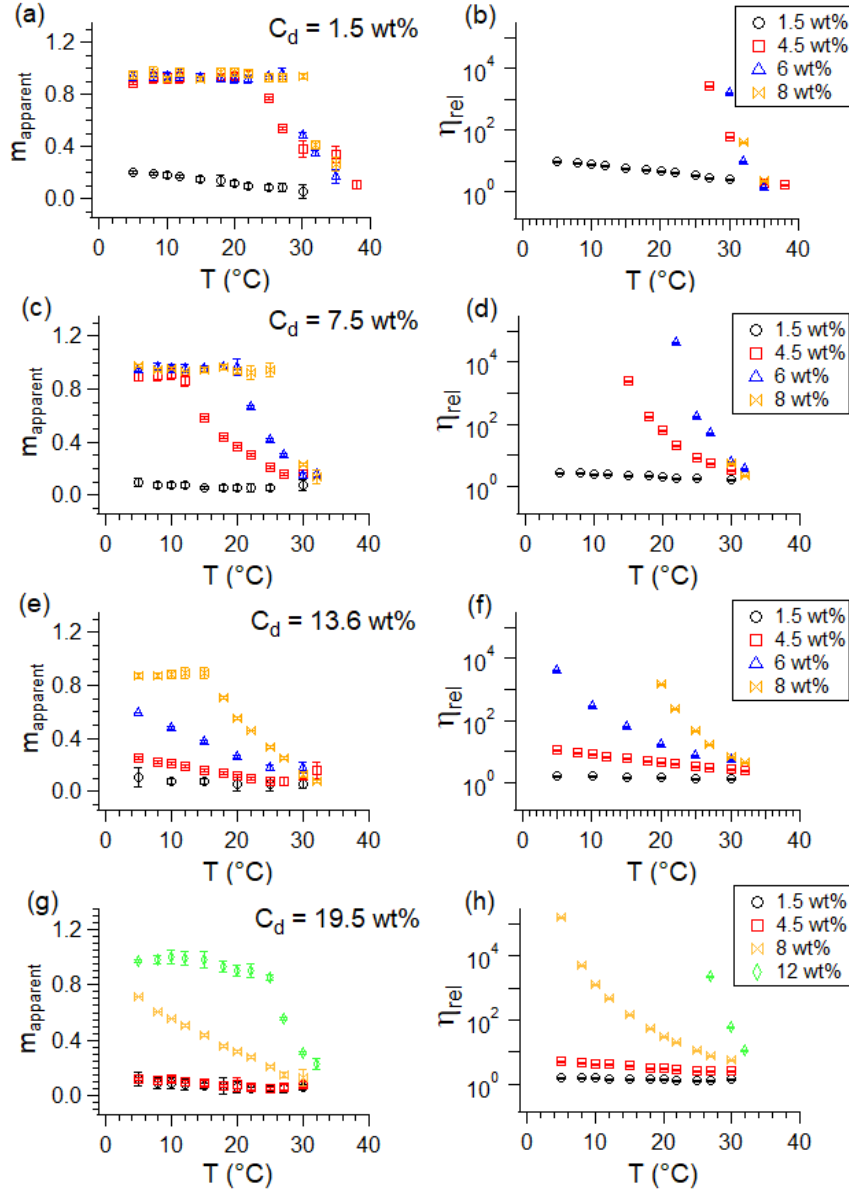 (a)
C_d = 1.5 wt%
m_apparent
1.2
0.8
0.4
0.0
0 10 20 30 40
T (°C)
(b)
1.5 wt%
4.5 wt%
6 wt%
8 wt%
η_rel
10^4
10^2
10^0
0 10 20 30 40
T (°C)
(c)
C_d = 7.5 wt%
m_apparent
1.2
0.8
0.4
0.0
0 10 20 30 40
T (°C)
(d)
1.5 wt%
4.5 wt%
6 wt%
8 wt%
η_rel
10^4
10^2
10^0
0 10 20 30 40
T (°C)
(e)
C_d = 13.6 wt%
m_apparent
1.2
0.8
0.4
0.0
0 10 20 30 40
T (°C)
(f)
1.5 wt%
4.5 wt%
6 wt%
8 wt%
η_rel
10^4
10^2
10^0
0 10 20 30 40
T (°C)
(g)
C_d = 19.5 wt%
m_apparent
1.2
0.8
0.4
0.0
0 10 20 30 40
T (°C)
(h)
1.5 wt%
4.5 wt%
8 wt%
12 wt%
η_rel
10^4
10^2
10^0
0 10 20 30 40
T (°C)